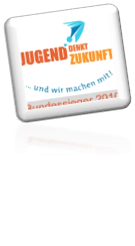 JUGEND DENKT
ZUKUNFT
... und wir machen mit!
Bundessieger